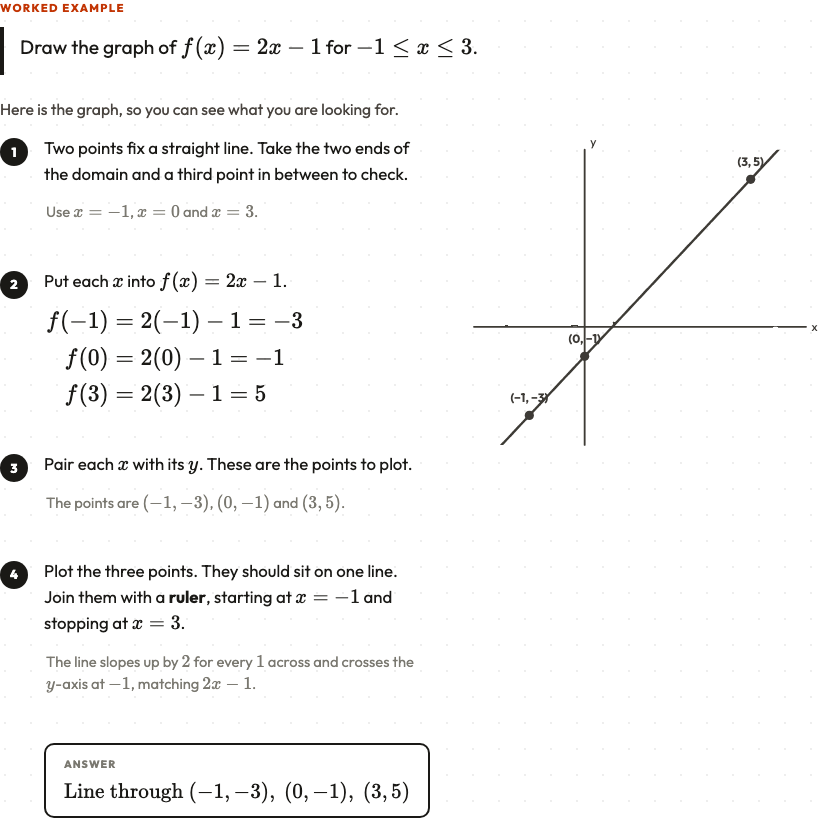 WORKED EXAMPLE
Draw the graph of f(x) = 2x − 1 for −1 ≤ x ≤ 3.
Here is the graph, so you can see what you are looking for.
1 Two points fix a straight line. Take the two ends of
the domain and a third point in between to check.
Use x = −1, x = 0 and x = 3.
2 Put each x into f(x) = 2x − 1.
f(−1) = 2(−1) − 1 = −3
f(0) = 2(0) − 1 = −1
f(3) = 2(3) − 1 = 5
3 Pair each x with its y. These are the points to plot.
The points are (−1, −3), (0, −1) and (3, 5).
4 Plot the three points. They should sit on one line.
Join them with a ruler, starting at x = −1 and
stopping at x = 3.
The line slopes up by 2 for every 1 across and crosses the
y-axis at −1, matching 2x − 1.
ANSWER
Line through (−1, −3), (0, −1), (3, 5)
y
(3, 5)
x
(0, −1)
(−1, −3)